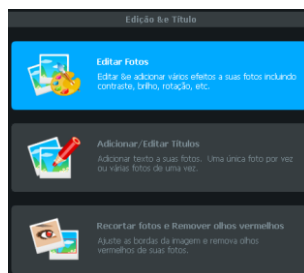 Edição &e Título
Editar Fotos
Editar &e adicionar vários efeitos a suas fotos incluindo
contraste, brilho, rotação, etc.
Adicionar/Editar Títulos
Adicionar texto a suas fotos. Uma única foto por vez
ou várias fotos de uma vez.
Recortar fotos e Remover olhos vermelhos
Ajuste as bordas da imagem e remova olhos
vermelhos de suas fotos.